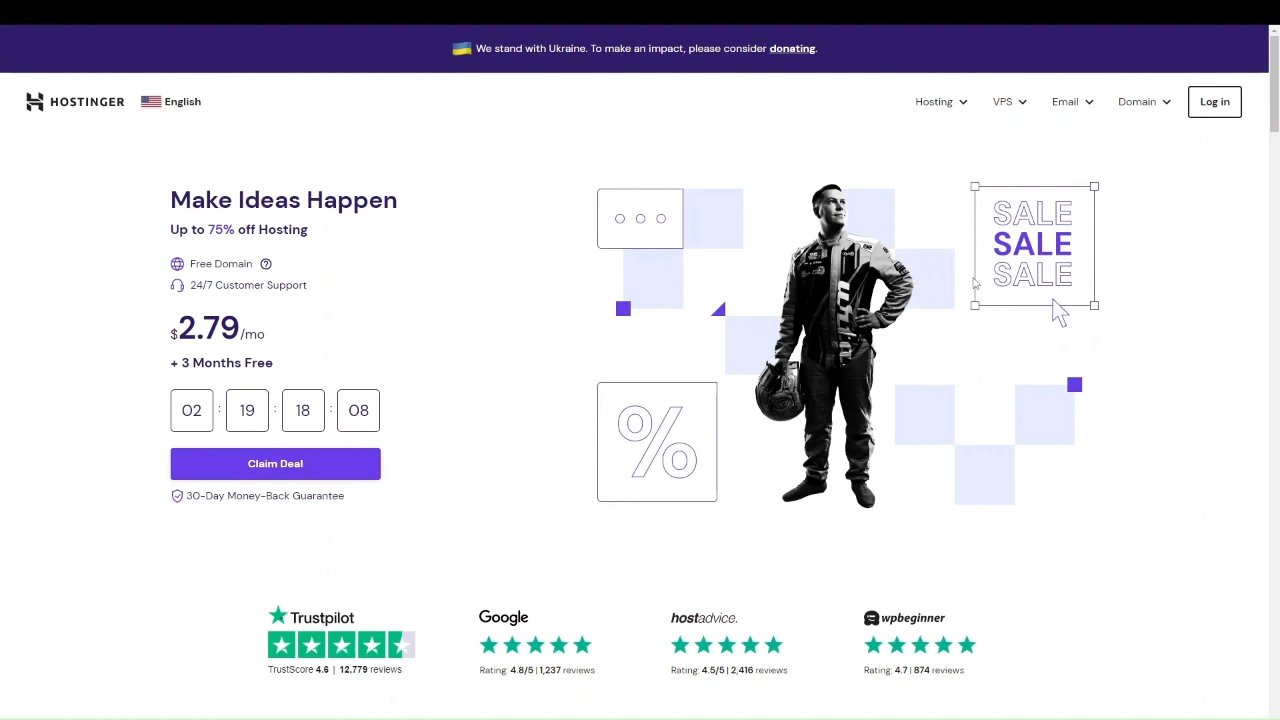 We stand with Ukraine. To make an impact, please consider donating.
HOSTINGER
English
Hosting
VPS
Email
Domain
Log in
Make Ideas Happen
Up to 75% off Hosting
Free Domain
24/7 Customer Support
$2.79/mo
+ 3 Months Free
02 : 19 : 18 : 08
Claim Deal
30-Day Money-Back Guarantee
SALE
SALE
SALE
%
Trustpilot
TrustScore 4.6 | 12,779 reviews
Google
Rating: 4.8/5 | 1,237 reviews
hostadvice.
Rating: 4.5/5 | 2,416 reviews
wpbeginner
Rating: 4.7 | 874 reviews